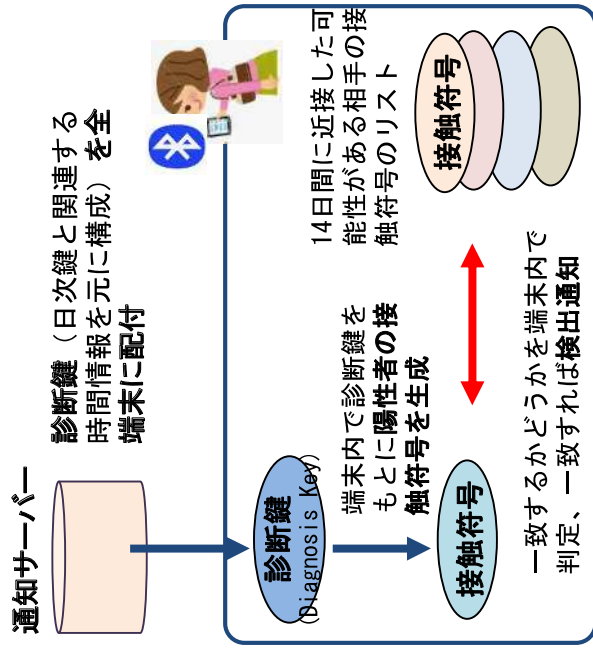 通知サーバー
診断鍵（日次鍵と関連する
時間情報を元に構成）を全
端末に配付
診断鍵
(Diagnosis Key)
端末内で診断鍵を
もとに陽性者の接
触符号を生成
接触符号
14日間に近接した可
能性がある相手の接
触符号のリスト
接触符号
一致するかどうかを端末内で
判定、一致すれば検出通知